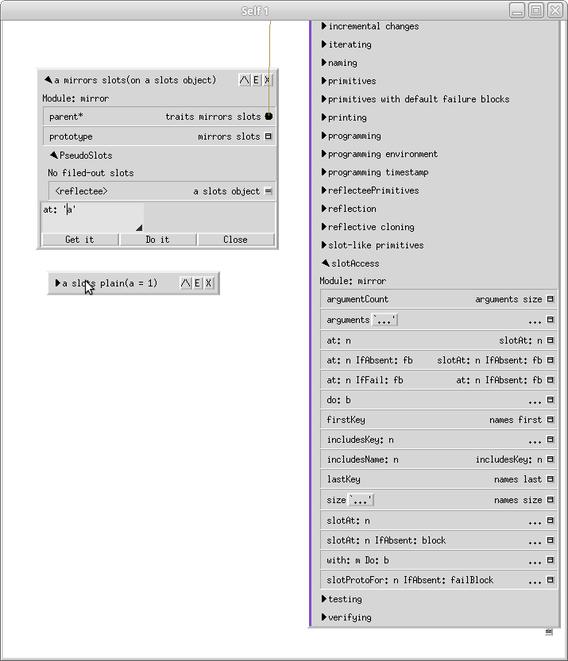 Self 1
a mirrors slots(on a slots object)
E X
Module: mirror
parent* traits mirrors slots
prototype mirrors slots
PseudoSlots
No filed-out slots
<reflectee> a slots object =
at: 'a'
Get it Do it Close
a slots plain(a = 1)
E X
incremental changes
iterating
naming
primitives
primitives with default failure blocks
printing
programming
programming environment
programming timestamp
reflecteePrimitives
reflection
reflective cloning
slot-like primitives
slotAccess
Module: mirror
argumentCount arguments size
arguments `...' ...
at: n slotAt: n
at: n IfAbsent: fb slotAt: n IfAbsent: fb
at: n IfFail: fb at: n IfAbsent: fb
do: b ...
firstKey names first
includesKey: n ...
includesName: n includesKey: n
lastKey names last
size `...' names size
slotAt: n ...
slotAt: n IfAbsent: block ...
with: m Do: b ...
slotProtoFor: n IfAbsent: failBlock ...
testing
verifying